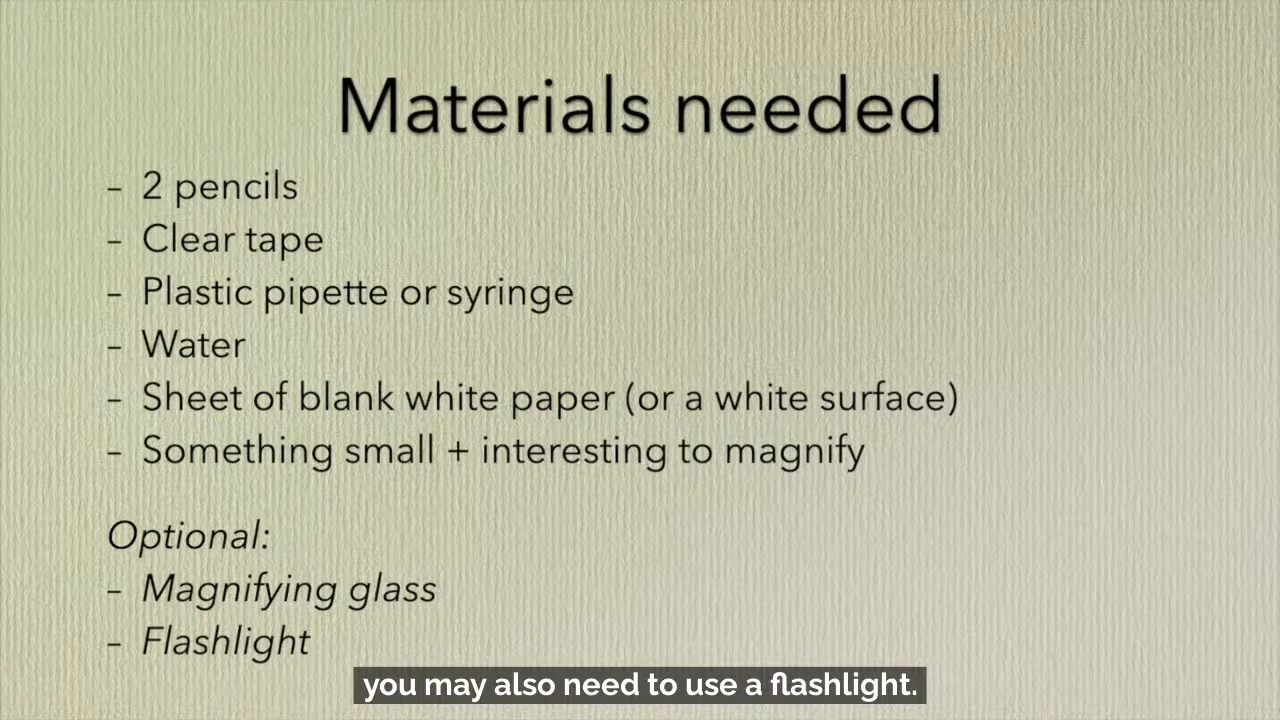 Materials needed
- 2 pencils
- Clear tape
- Plastic pipette or syringe
- Water
- Sheet of blank white paper (or a white surface)
- Something small + interesting to magnify
Optional:
- Magnifying glass
- Flashlight
you may also need to use a flashlight.